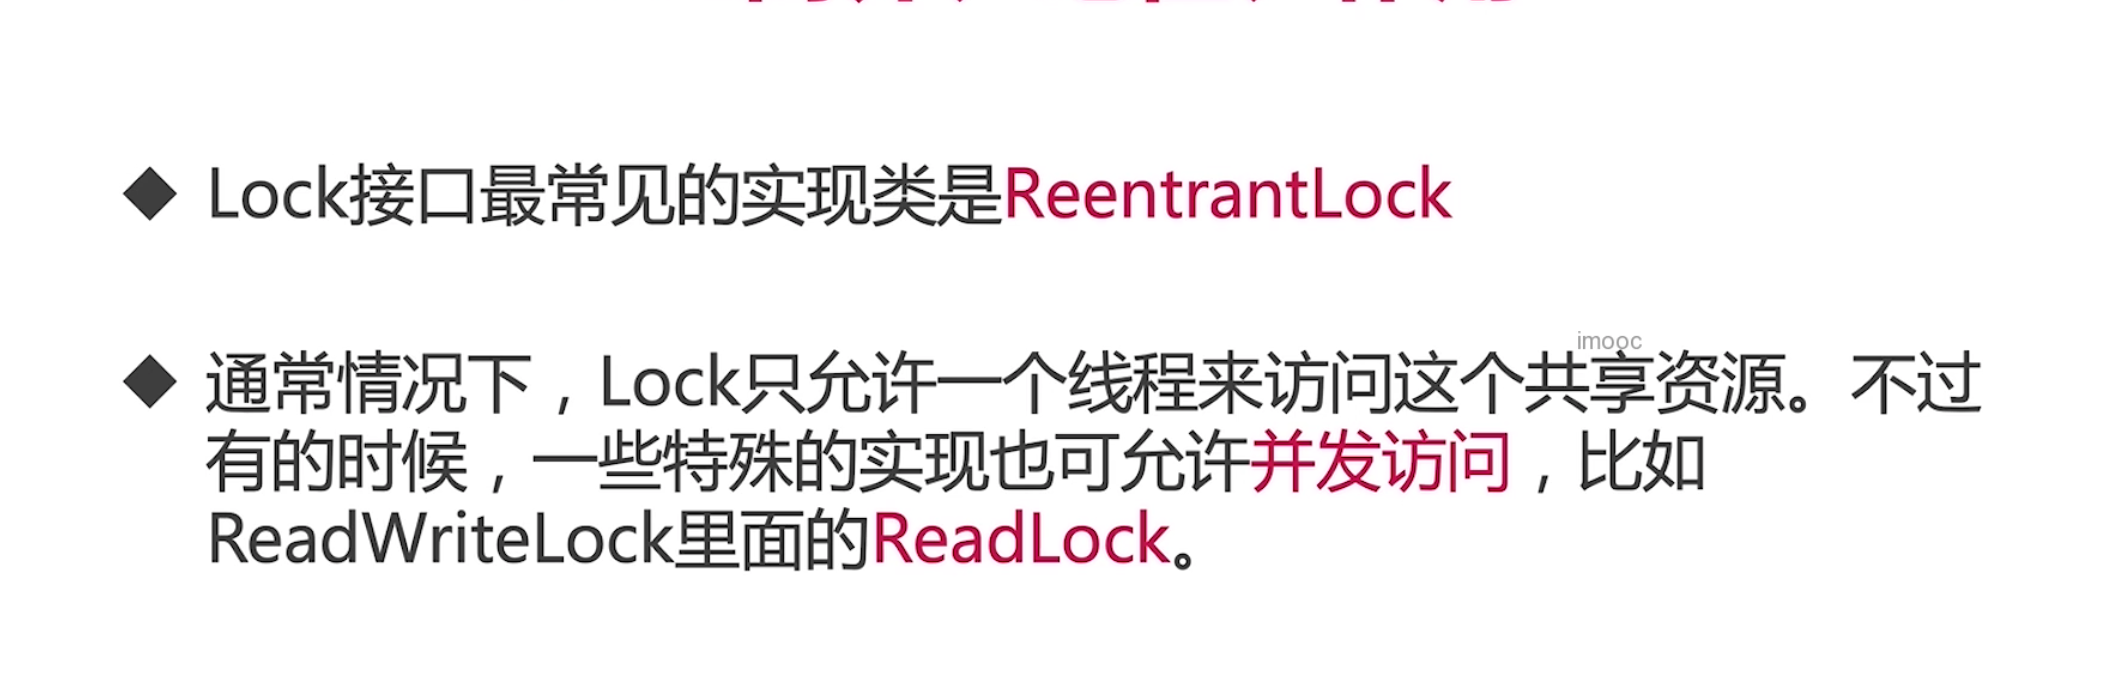 Lock接口最常见的实现类是ReentrantLock
imooc
通常情况下，Lock只允许一个线程来访问这个共享资源。不过
有的时候，一些特殊的实现也可允许并发访问，比如
ReadWriteLock里面的ReadLock。